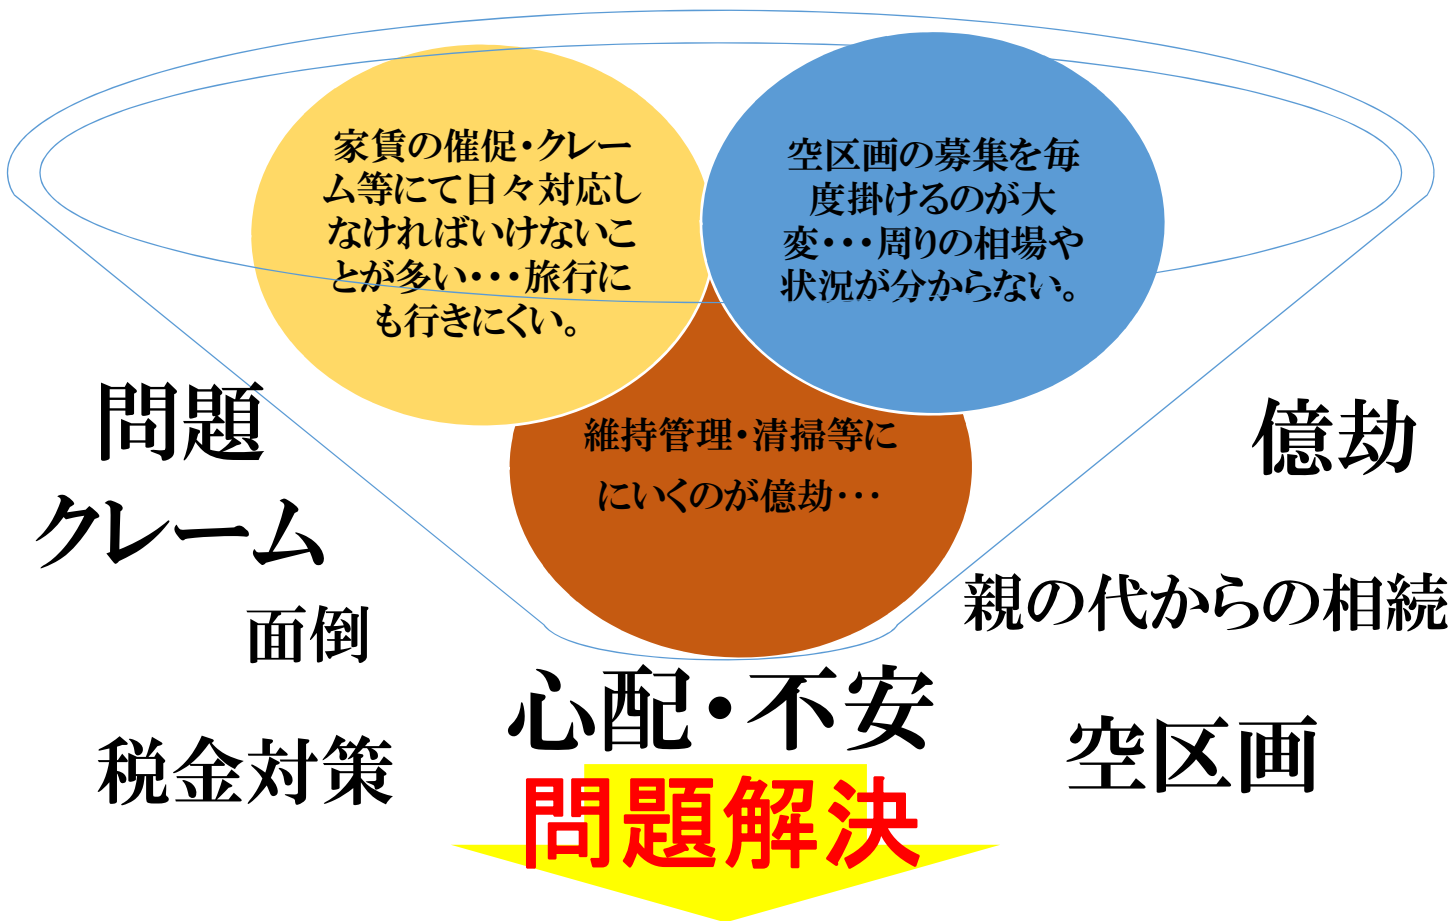 家賃の催促・クレー
ム等にて日々対応し
なければいけないこ
とが多い・・・旅行に
も行きにくい。
空区画の募集を毎
度掛けるのが大
変・・・周りの相場や
状況が分からない。
維持管理・清掃等に
にいくのが億劫・・・
問題
クレーム
面倒
税金対策
億劫
親の代からの相続
空区画
心配・不安
問題解決